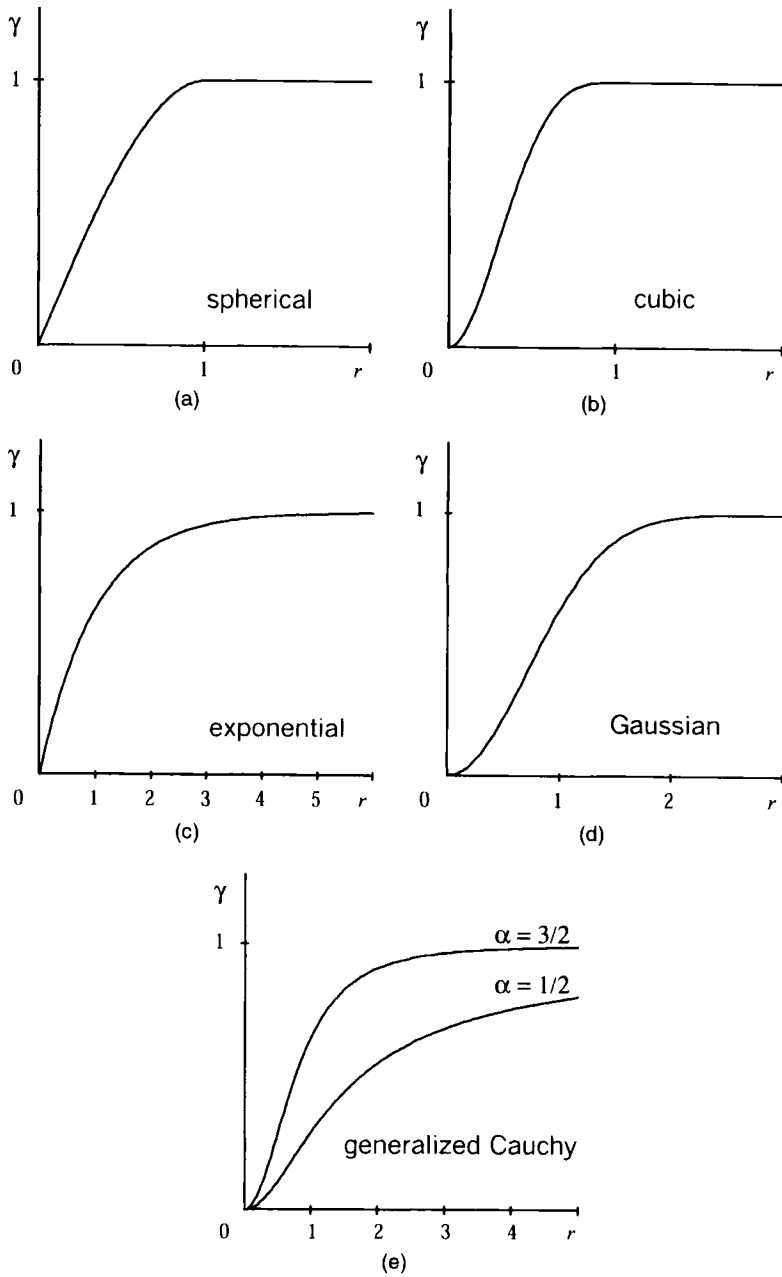 γ γ
1 1
spherical cubic
0 1 r 0 1 r
(a) (b)
γ γ
1 1
exponential Gaussian
0 1 2 3 4 5 r 0 1 2 r
(c) (d)
γ
1
α = 3/2
α = 1/2
generalized Cauchy
0 1 2 3 4 r
(e)